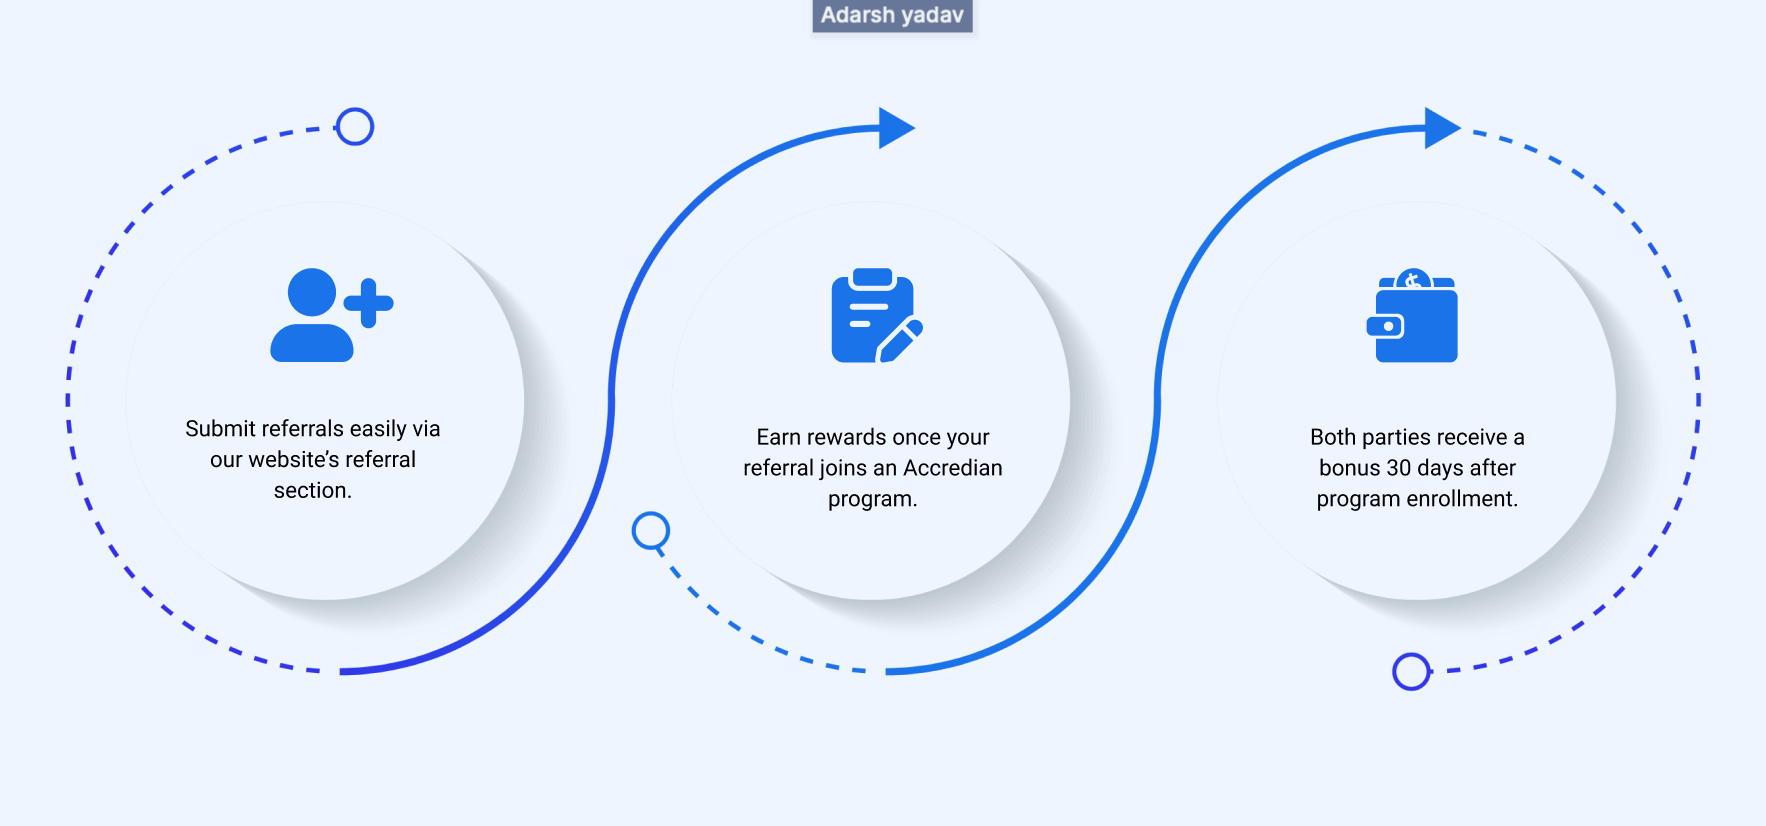 Adarsh yadav
Submit referrals easily via
our website’s referral
section.
Earn rewards once your
referral joins an Accredian
program.
$
Both parties receive a
bonus 30 days after
program enrollment.